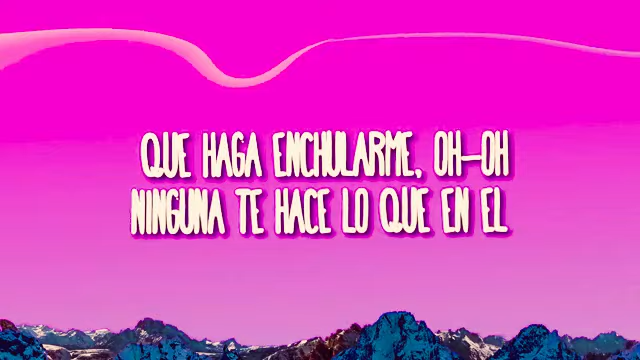 QUE HAGA ENCHULARME, OH-OH
NINGUNA TE HACE LO QUE EN EL